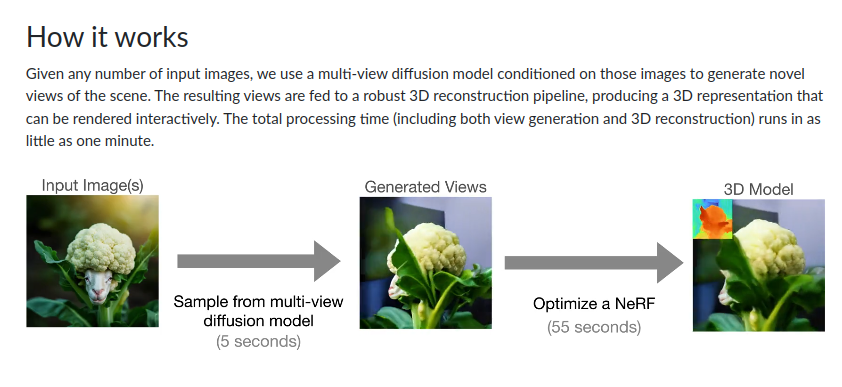 How it works
Given any number of input images, we use a multi-view diffusion model conditioned on those images to generate novel
views of the scene. The resulting views are fed to a robust 3D reconstruction pipeline, producing a 3D representation that
can be rendered interactively. The total processing time (including both view generation and 3D reconstruction) runs in as
little as one minute.
Input Image(s)
Generated Views
3D Model
Sample from multi-view
diffusion model
(5 seconds)
Optimize a NeRF
(55 seconds)